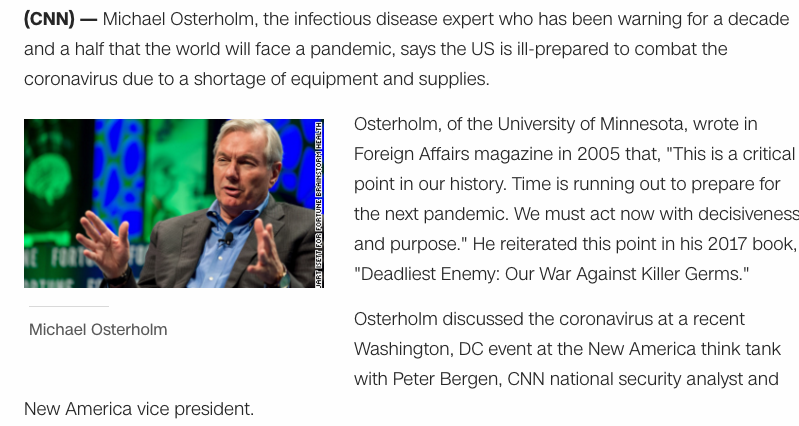 (CNN) — Michael Osterholm, the infectious disease expert who has been warning for a decade
and a half that the world will face a pandemic, says the US is ill-prepared to combat the
coronavirus due to a shortage of equipment and supplies.
Osterholm, of the University of Minnesota, wrote in
Foreign Affairs magazine in 2005 that, "This is a critical
point in our history. Time is running out to prepare for
the next pandemic. We must act now with decisiveness
and purpose." He reiterated this point in his 2017 book,
"Deadliest Enemy: Our War Against Killer Germs."
FOR FORTUNE BRAINSTORM HEALTH
Michael Osterholm
Osterholm discussed the coronavirus at a recent
Washington, DC event at the New America think tank
with Peter Bergen, CNN national security analyst and
New America vice president.